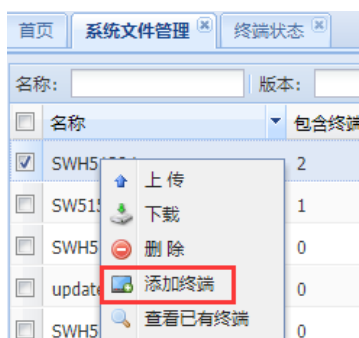 首页 系统文件管理 终端状态
名称: 版本:
名称 包含终端
SWH5 2
上传
SW515 1
下载
SWH5 0
删除
update 0
添加终端
查看已有终端
SWH5 0